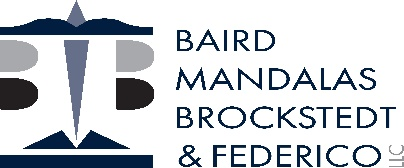 BAIRD
MANDALAS
BROCKSTEDT
& FEDERICO LLC